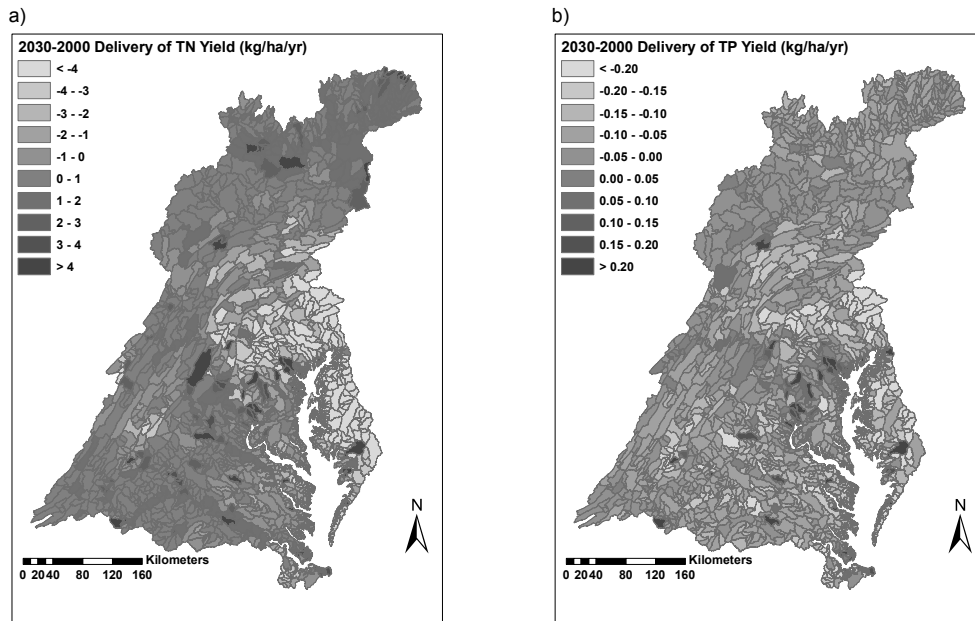 a)
2030-2000 Delivery of TN Yield (kg/ha/yr)
< -4
-4 - -3
-3 - -2
-2 - -1
-1 - 0
0 - 1
1 - 2
2 - 3
3 - 4
> 4
N
Kilometers
0 20 40 80 120 160
b)
2030-2000 Delivery of TP Yield (kg/ha/yr)
< -0.20
-0.20 - -0.15
-0.15 - -0.10
-0.10 - -0.05
-0.05 - 0.00
0.00 - 0.05
0.05 - 0.10
0.10 - 0.15
0.15 - 0.20
> 0.20
N
Kilometers
0 20 40 80 120 160